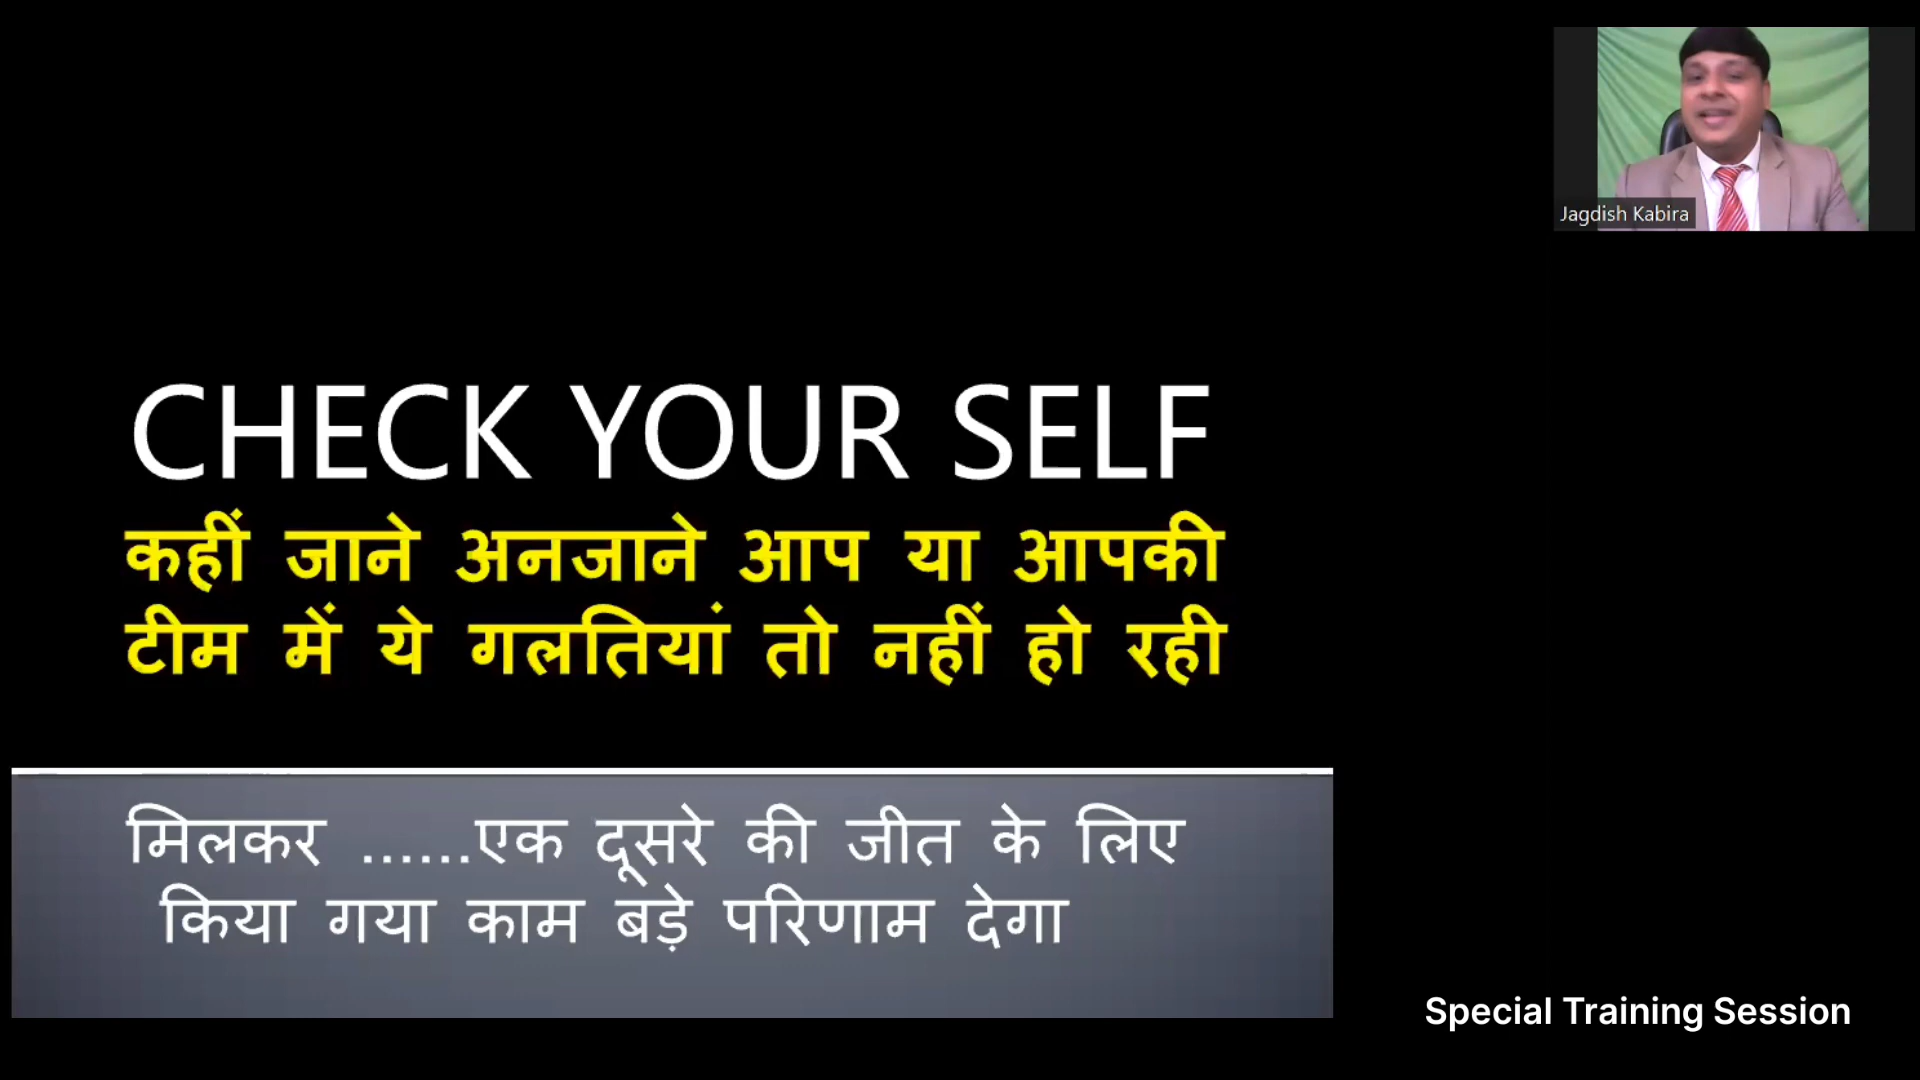 Jagdish Kabira
CHECK YOUR SELF
कहीं जाने अनजाने आप या आपकी
टीम में ये गलतियां तो नहीं हो रही
मिलकर ......एक दूसरे की जीत के लिए
किया गया काम बड़े परिणाम देगा
Special Training Session